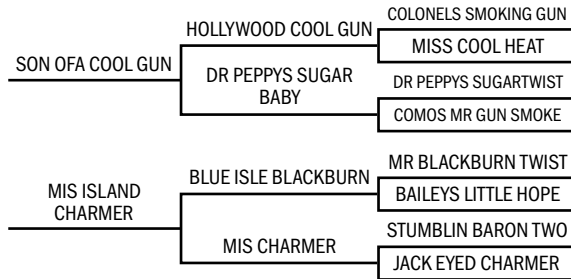 COLONELS SMOKING GUN
HOLLYWOOD COOL GUN
MISS COOL HEAT
SON OFA COOL GUN
DR PEPPYS SUGAR
BABY
DR PEPPYS SUGARTWIST
COMOS MR GUN SMOKE
MR BLACKBURN TWIST
BLUE ISLE BLACKBURN
BAILEYS LITTLE HOPE
MIS ISLAND
CHARMER
STUMBLIN BARON TWO
MIS CHARMER
JACK EYED CHARMER